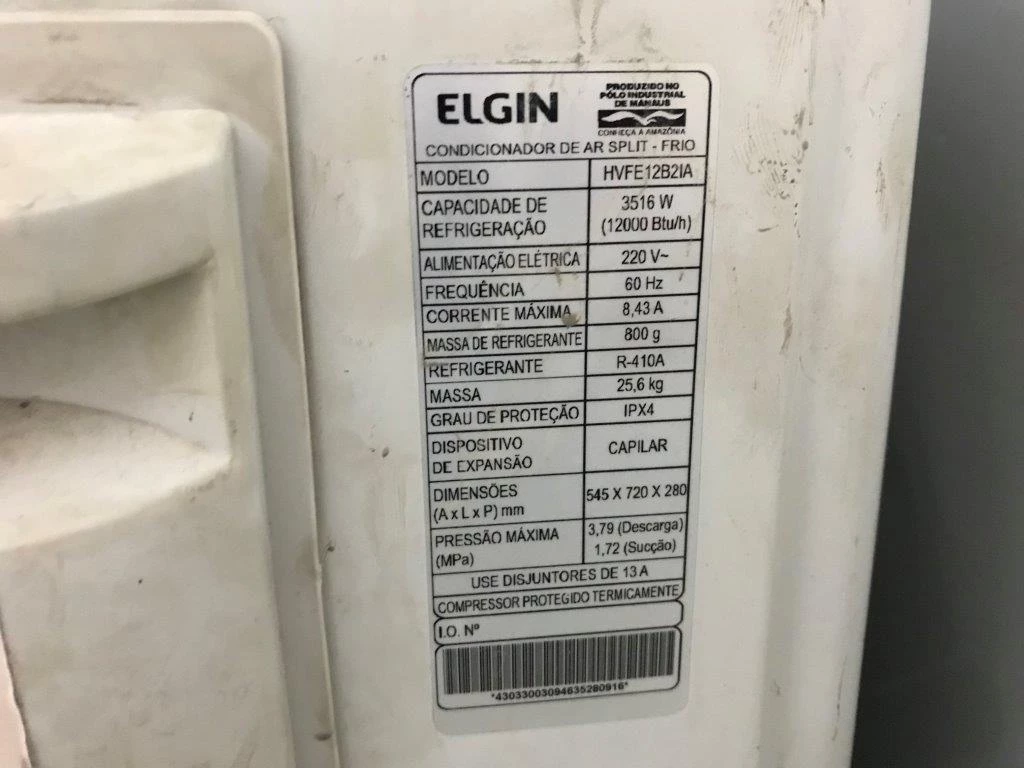 ELGIN
PRODUZIDO NO
PÓLO INDUSTRIAL
DE MANAUS
CONHEÇA A AMAZÔNIA
CONDICIONADOR DE AR SPLIT - FRIO
MODELO HVFE12B2IA
CAPACIDADE DE REFRIGERAÇÃO 3516 W (12000 Btu/h)
ALIMENTAÇÃO ELÉTRICA 220 V~
FREQUÊNCIA 60 Hz
CORRENTE MÁXIMA 8,43 A
MASSA DE REFRIGERANTE 800 g
REFRIGERANTE R-410A
MASSA 25,6 kg
GRAU DE PROTEÇÃO IPX4
DISPOSITIVO DE EXPANSÃO CAPILAR
DIMENSÕES (A x L x P) mm 545 X 720 X 280
PRESSÃO MÁXIMA (MPa) 3,79 (Descarga) 1,72 (Sucção)
USE DISJUNTORES DE 13 A
COMPRESSOR PROTEGIDO TERMICAMENTE
I.O. Nº
*43033003094635280916*